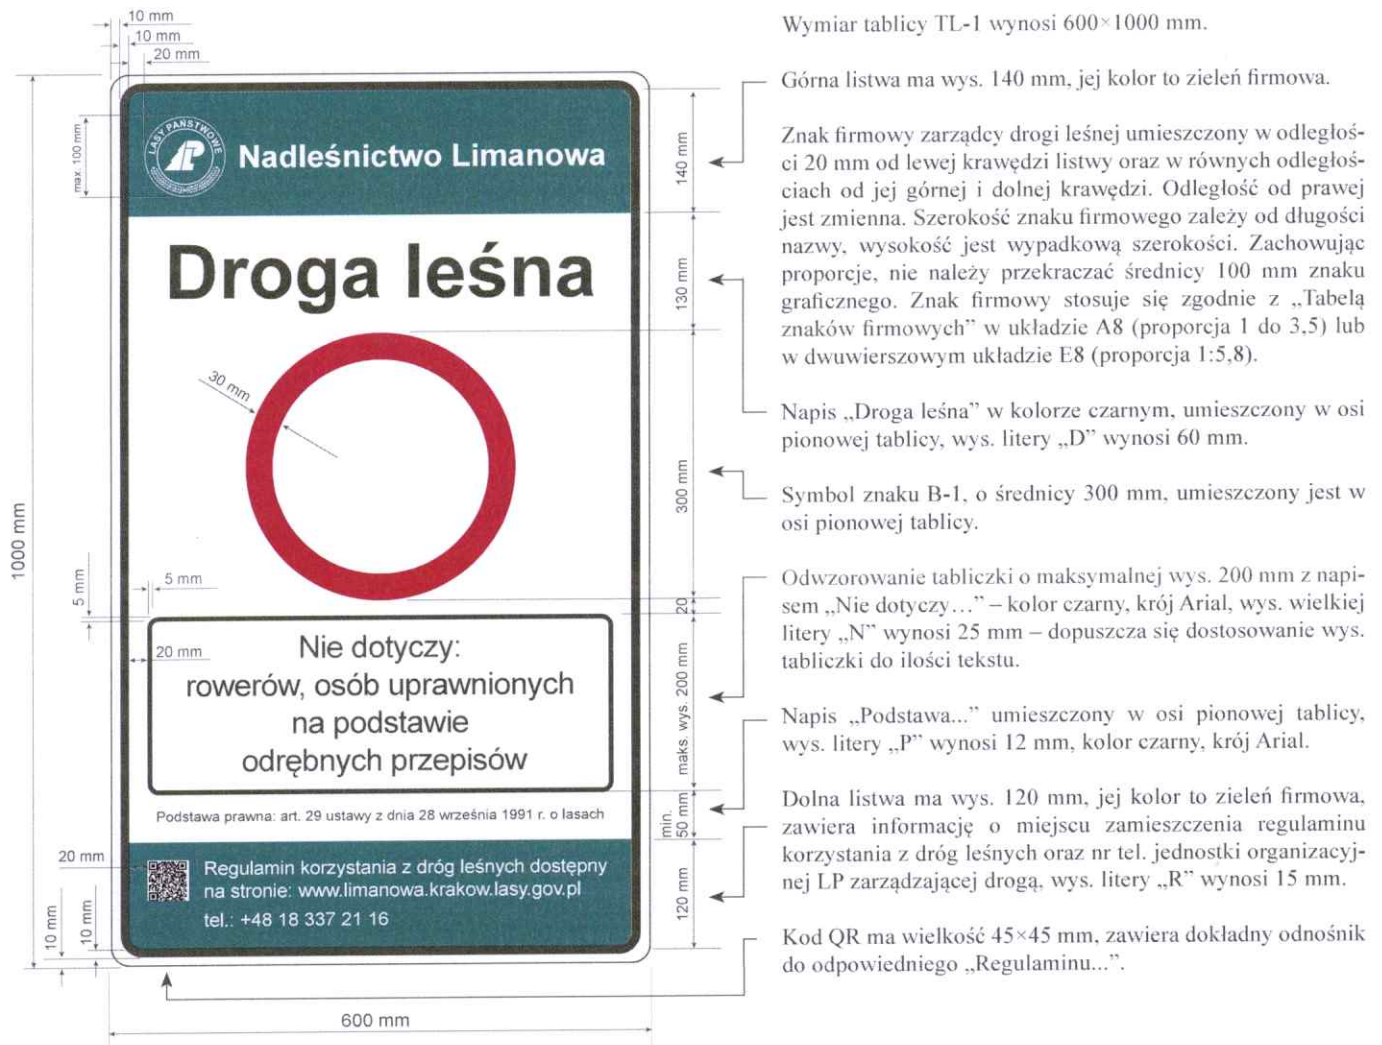 10 mm
10 mm
20 mm
1000 mm
max. 100 mm
LASY PAŃSTWOWE
Nadleśnictwo Limanowa
140 mm
Droga leśna
130 mm
30 mm
300 mm
5 mm
5 mm
20
20 mm
Nie dotyczy:
rowerów, osób uprawnionych
na podstawie
odrębnych przepisów
maks. wys. 200 mm
Podstawa prawna: art. 29 ustawy z dnia 28 września 1991 r. o lasach
min.
50 mm
20 mm
Regulamin korzystania z dróg leśnych dostępny
na stronie: www.limanowa.krakow.lasy.gov.pl
tel.: +48 18 337 21 16
120 mm
10 mm
10 mm
600 mm
Wymiar tablicy TL-1 wynosi 600×1000 mm.
Górna listwa ma wys. 140 mm, jej kolor to zieleń firmowa.
Znak firmowy zarządcy drogi leśnej umieszczony w odległoś-
ci 20 mm od lewej krawędzi listwy oraz w równych odległoś-
ciach od jej górnej i dolnej krawędzi. Odległość od prawej
jest zmienna. Szerokość znaku firmowego zależy od długości
nazwy, wysokość jest wypadkową szerokości. Zachowując
proporcje, nie należy przekraczać średnicy 100 mm znaku
graficznego. Znak firmowy stosuje się zgodnie z „Tabelą
znaków firmowych” w układzie A8 (proporcja 1 do 3,5) lub
w dwuwierszowym układzie E8 (proporcja 1:5,8).
Napis „Droga leśna” w kolorze czarnym, umieszczony w osi
pionowej tablicy, wys. litery „D” wynosi 60 mm.
Symbol znaku B-1, o średnicy 300 mm, umieszczony jest w
osi pionowej tablicy.
Odwzorowanie tabliczki o maksymalnej wys. 200 mm z napi-
sem „Nie dotyczy…” – kolor czarny, krój Arial, wys. wielkiej
litery „N” wynosi 25 mm – dopuszcza się dostosowanie wys.
tabliczki do ilości tekstu.
Napis „Podstawa...” umieszczony w osi pionowej tablicy,
wys. litery „P” wynosi 12 mm, kolor czarny, krój Arial.
Dolna listwa ma wys. 120 mm, jej kolor to zieleń firmowa,
zawiera informację o miejscu zamieszczenia regulaminu
korzystania z dróg leśnych oraz nr tel. jednostki organizacyj-
nej LP zarządzającej drogą, wys. litery „R” wynosi 15 mm.
Kod QR ma wielkość 45×45 mm, zawiera dokładny odnośnik
do odpowiedniego „Regulaminu...”.